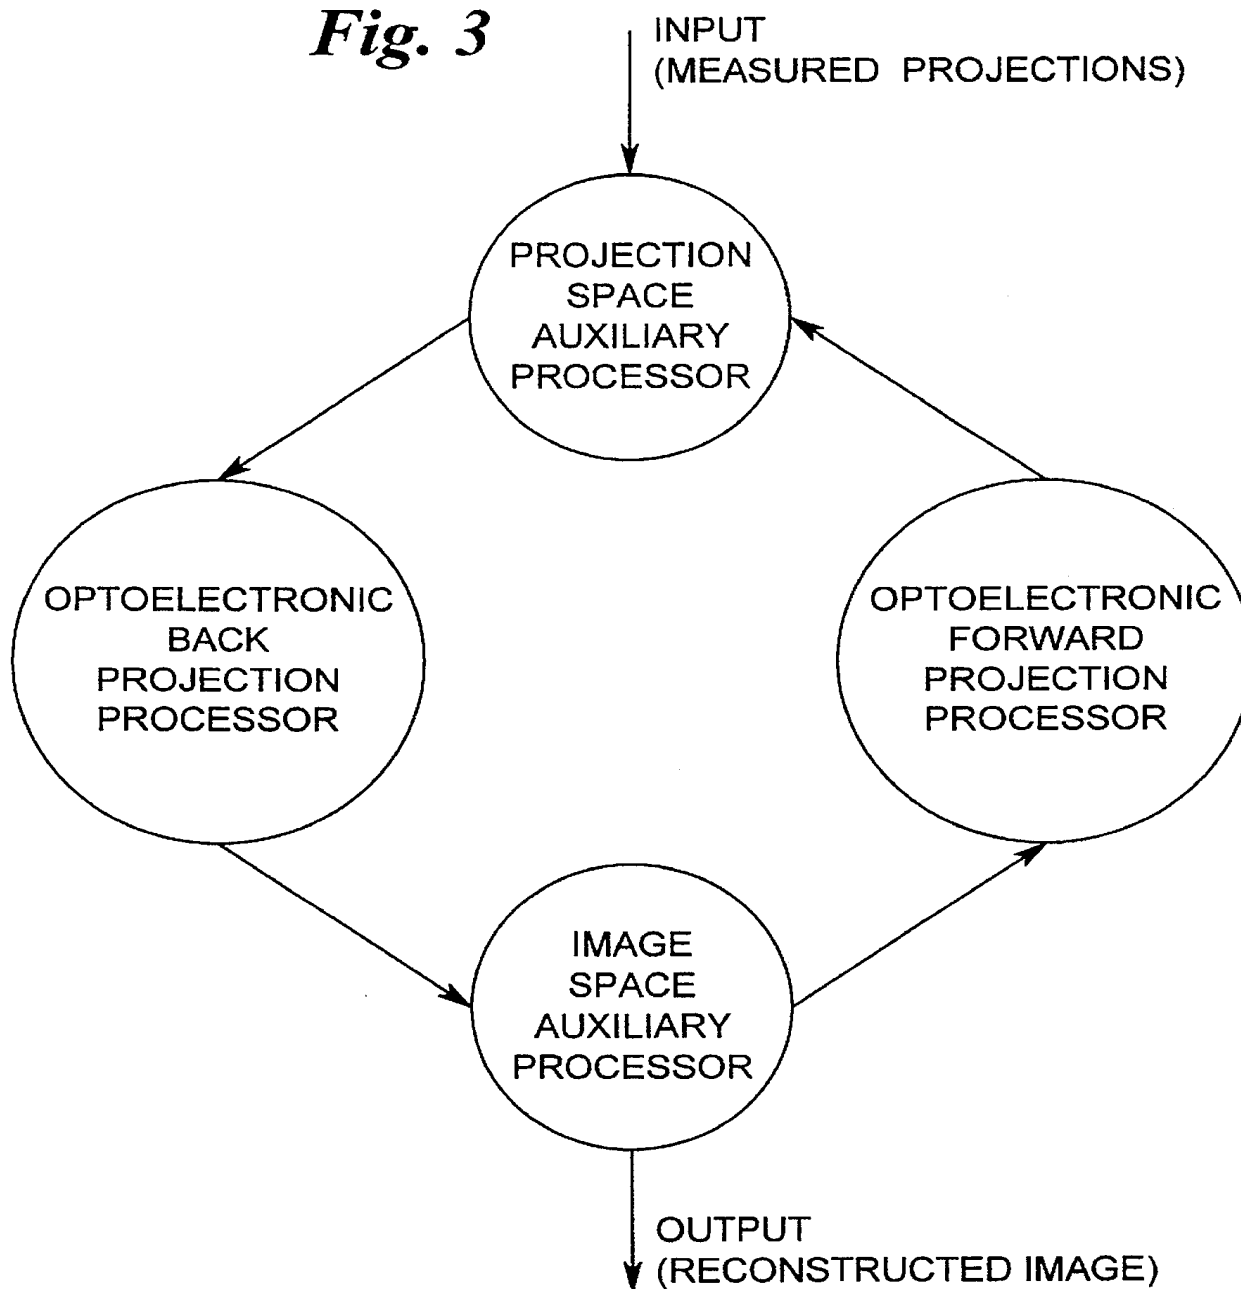 Fig. 3
INPUT
(MEASURED PROJECTIONS)
PROJECTION
SPACE
AUXILIARY
PROCESSOR
OPTOELECTRONIC
BACK
PROJECTION
PROCESSOR
OPTOELECTRONIC
FORWARD
PROJECTION
PROCESSOR
IMAGE
SPACE
AUXILIARY
PROCESSOR
OUTPUT
(RECONSTRUCTED IMAGE)